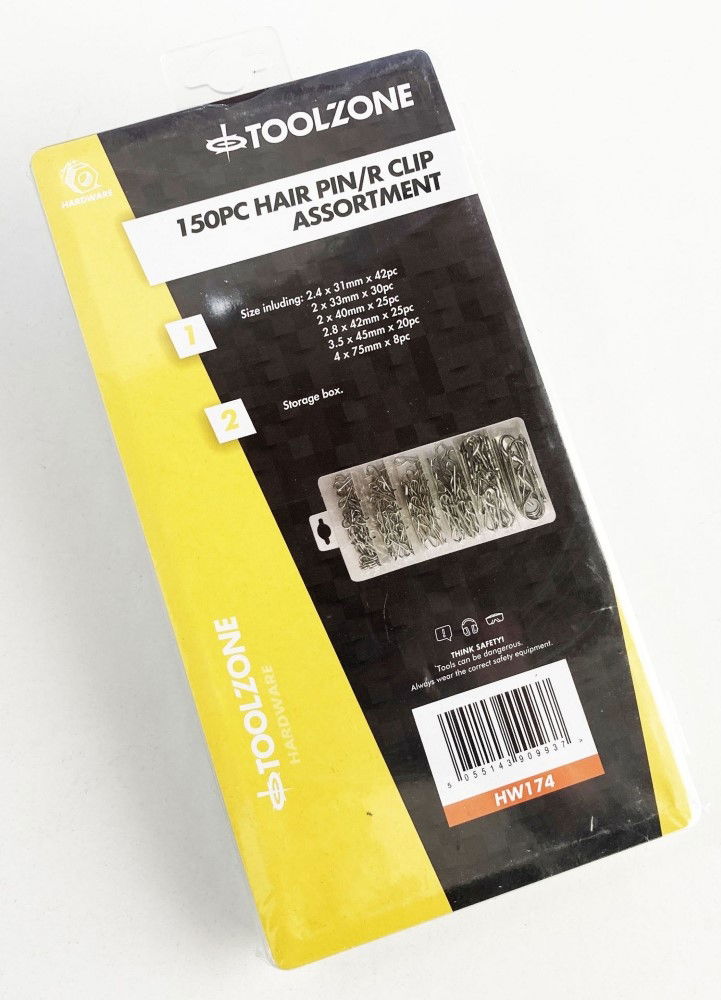 TOOLZONE
HARDWARE
150PC HAIR PIN/R CLIP
ASSORTMENT
1
Size inluding: 2.4 x 31mm x 42pc
2 x 33mm x 30pc
2 x 40mm x 25pc
2.8 x 42mm x 25pc
3.5 x 45mm x 20pc
4 x 75mm x 8pc
2
Storage box.
TOOLZONE
HARDWARE
THINK SAFETY!
*Tools can be dangerous.
Always wear the correct safety equipment.
5 055143 909937 >
HW174